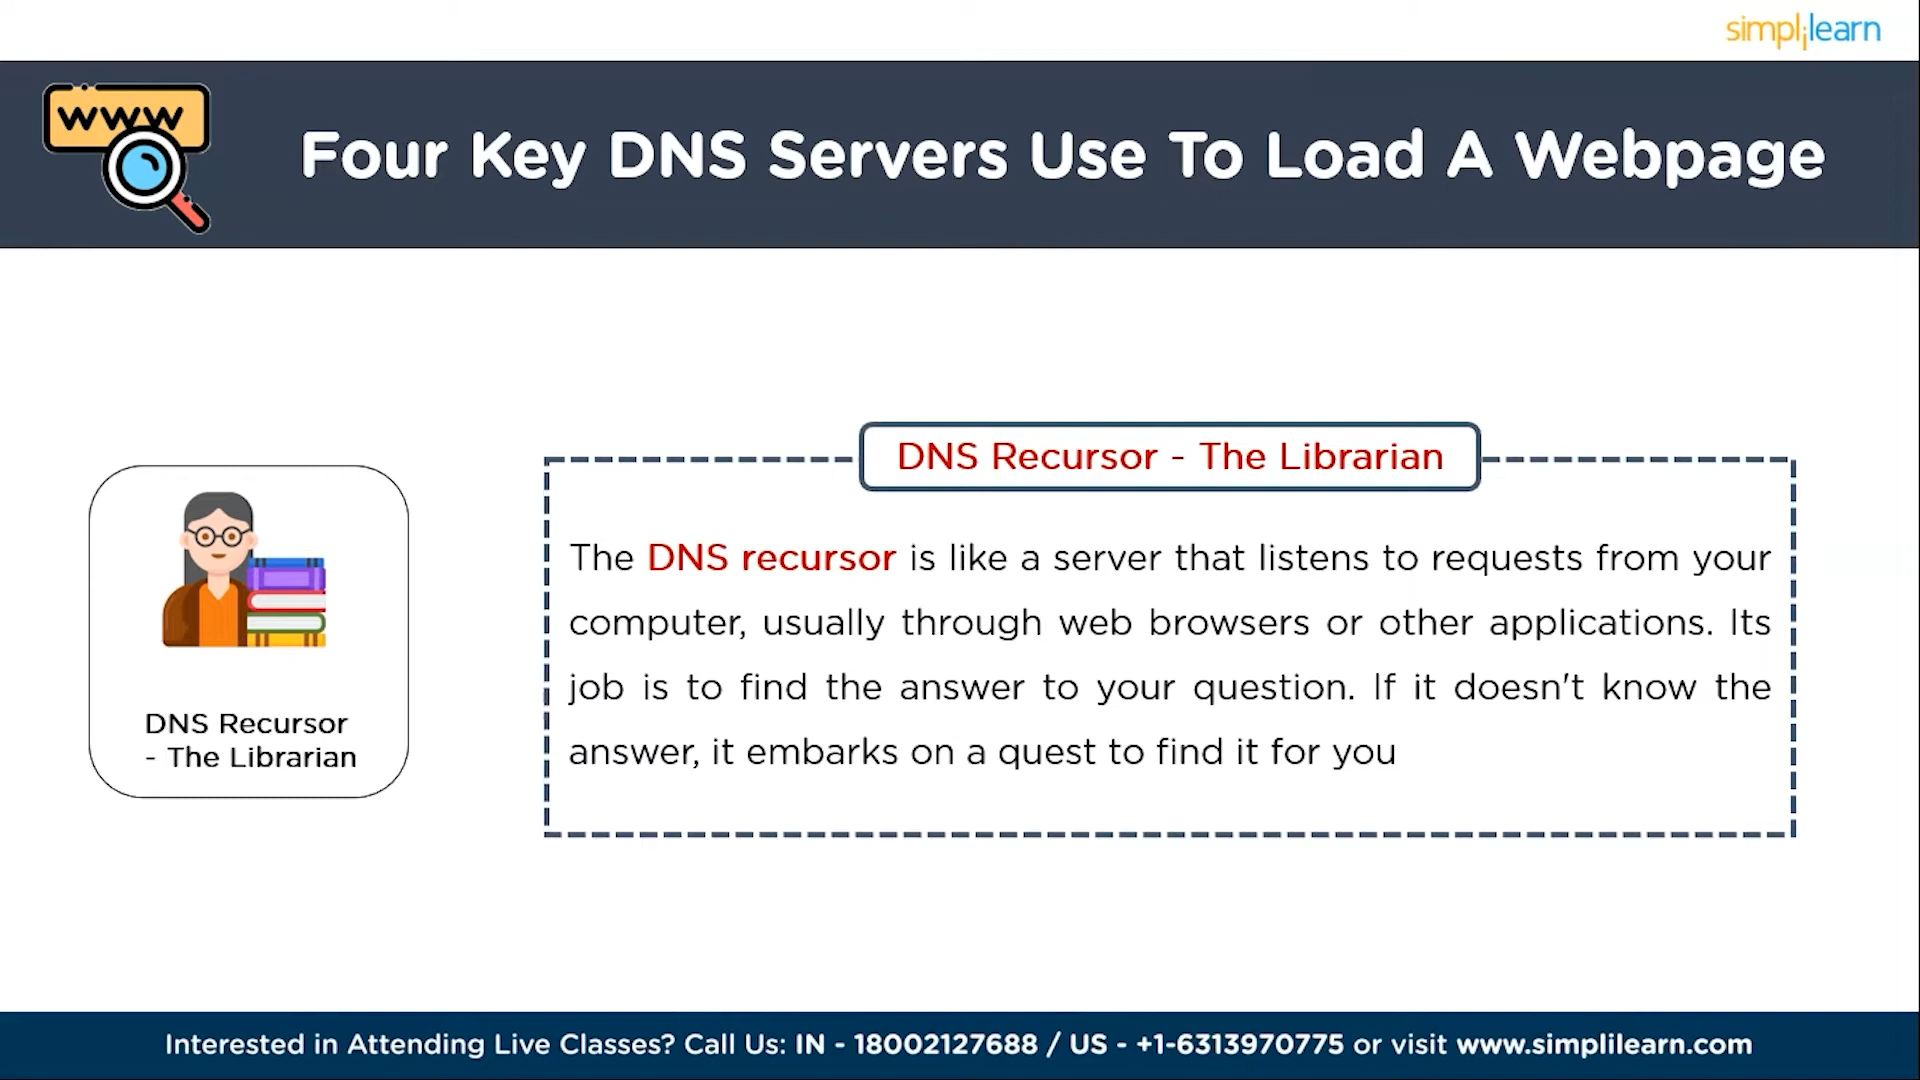 simplilearn
www
Four Key DNS Servers Use To Load A Webpage
DNS Recursor
- The Librarian
DNS Recursor - The Librarian
The DNS recursor is like a server that listens to requests from your
computer, usually through web browsers or other applications. Its
job is to find the answer to your question. If it doesn't know the
answer, it embarks on a quest to find it for you
Interested in Attending Live Classes? Call Us: IN - 18002127688 / US - +1-6313970775 or visit www.simplilearn.com